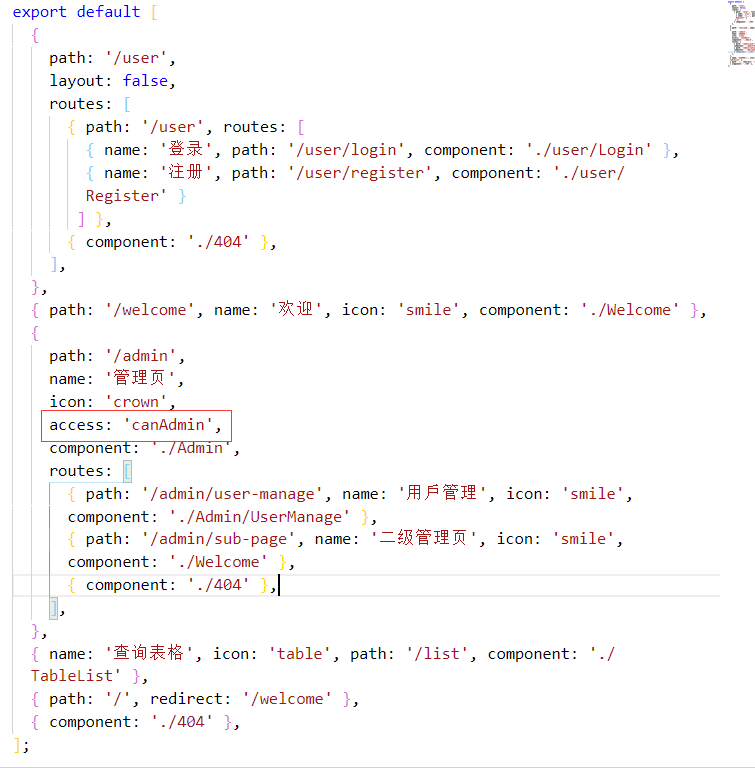 export default [
  {
    path: '/user',
    layout: false,
    routes: [
      { path: '/user', routes: [
        { name: '登录', path: '/user/login', component: './user/Login' },
        { name: '注册', path: '/user/register', component: './user/
        Register' }
      ] },
      { component: './404' },
    ],
  },
  { path: '/welcome', name: '欢迎', icon: 'smile', component: './Welcome' },
  {
    path: '/admin',
    name: '管理页',
    icon: 'crown',
    access: 'canAdmin',
    component: './Admin',
    routes: [
      { path: '/admin/user-manage', name: '用户管理', icon: 'smile',
      component: './Admin/UserManage' },
      { path: '/admin/sub-page', name: '二级管理页', icon: 'smile',
      component: './Welcome' },
      { component: './404' },
    ],
  },
  { name: '查询表格', icon: 'table', path: '/list', component: './
  TableList' },
  { path: '/', redirect: '/welcome' },
  { component: './404' },
];